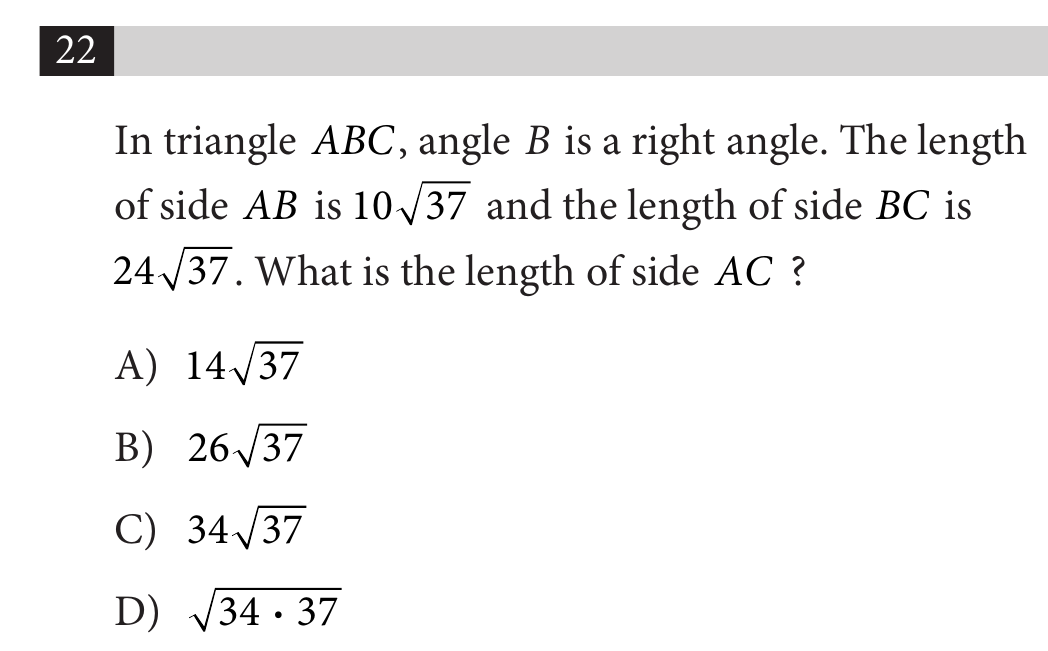 22
In triangle ABC, angle B is a right angle. The length
of side AB is 10√37 and the length of side BC is
24√37. What is the length of side AC ?
A) 14√37
B) 26√37
C) 34√37
D) √34 · 37